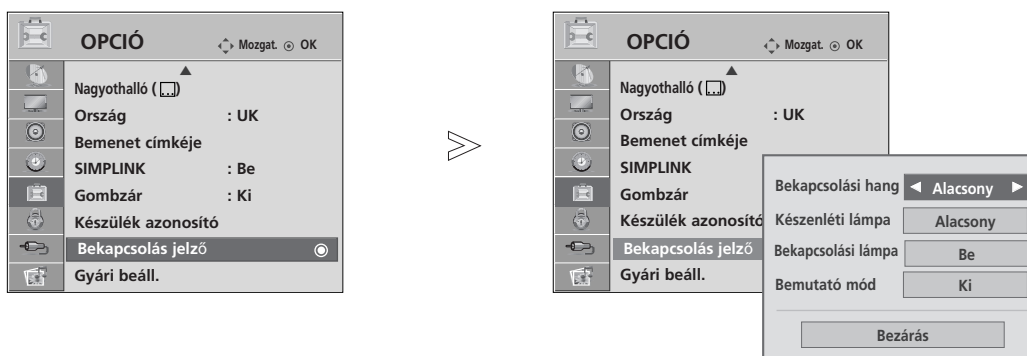 OPCIÓ
Mozgat. OK
Nagyothalló ( )
Ország : UK
Bemenet címkéje
SIMPLINK : Be
Gombzár : Ki
Készülék azonosító
Bekapcsolás jelző
Gyári beáll.
OPCIÓ
Mozgat. OK
Nagyothalló ( )
Ország : UK
Bemenet címkéje
SIMPLINK
Gombzár
Készülék azonosító
Bekapcsolás jelző
Gyári beáll.
Bekapcsolási hang Alacsony
Készenléti lámpa Alacsony
Bekapcsolási lámpa Be
Bemutató mód Ki
Bezárás